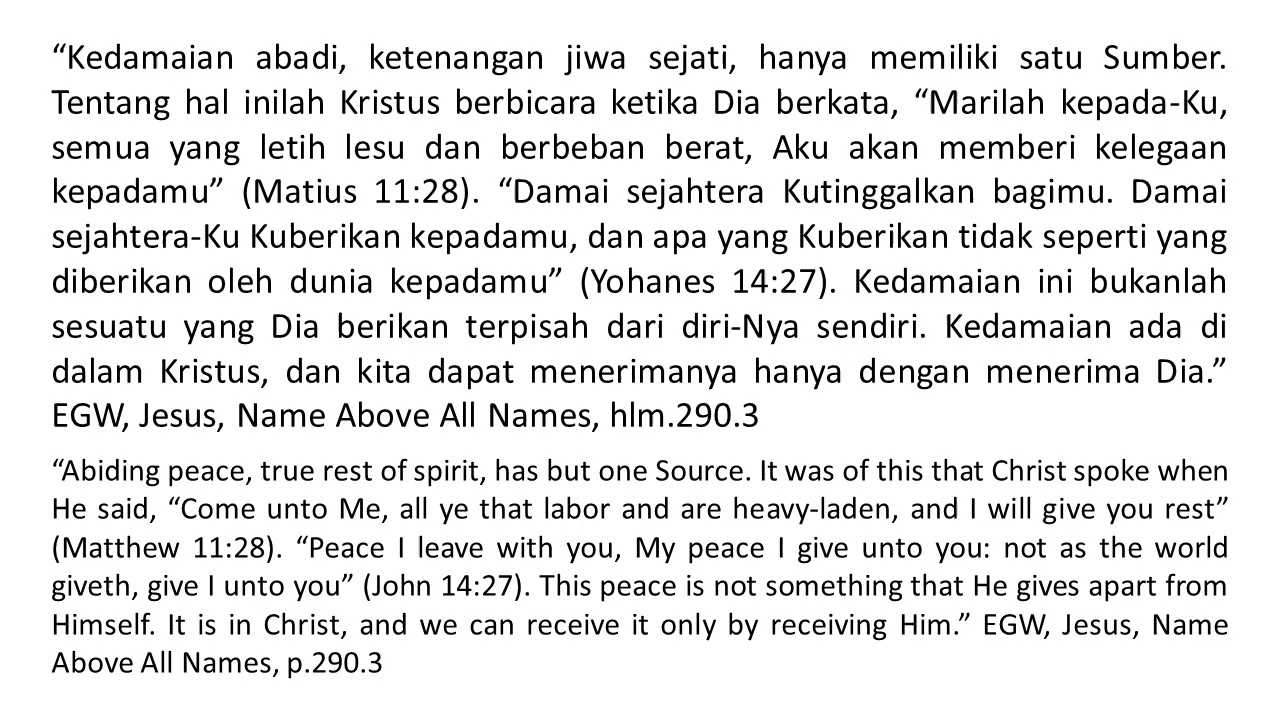 “Kedamaian abadi, ketenangan jiwa sejati, hanya memiliki satu Sumber.
Tentang hal inilah Kristus berbicara ketika Dia berkata, “Marilah kepada-Ku,
semua yang letih lesu dan berbeban berat, Aku akan memberi kelegaan
kepadamu” (Matius 11:28). “Damai sejahtera Kutinggalkan bagimu. Damai
sejahtera-Ku Kuberikan kepadamu, dan apa yang Kuberikan tidak seperti yang
diberikan oleh dunia kepadamu” (Yohanes 14:27). Kedamaian ini bukanlah
sesuatu yang Dia berikan terpisah dari diri-Nya sendiri. Kedamaian ada di
dalam Kristus, dan kita dapat menerimanya hanya dengan menerima Dia.”
EGW, Jesus, Name Above All Names, hlm.290.3
“Abiding peace, true rest of spirit, has but one Source. It was of this that Christ spoke when
He said, “Come unto Me, all ye that labor and are heavy-laden, and I will give you rest”
(Matthew 11:28). “Peace I leave with you, My peace I give unto you: not as the world
giveth, give I unto you” (John 14:27). This peace is not something that He gives apart from
Himself. It is in Christ, and we can receive it only by receiving Him.” EGW, Jesus, Name
Above All Names, p.290.3